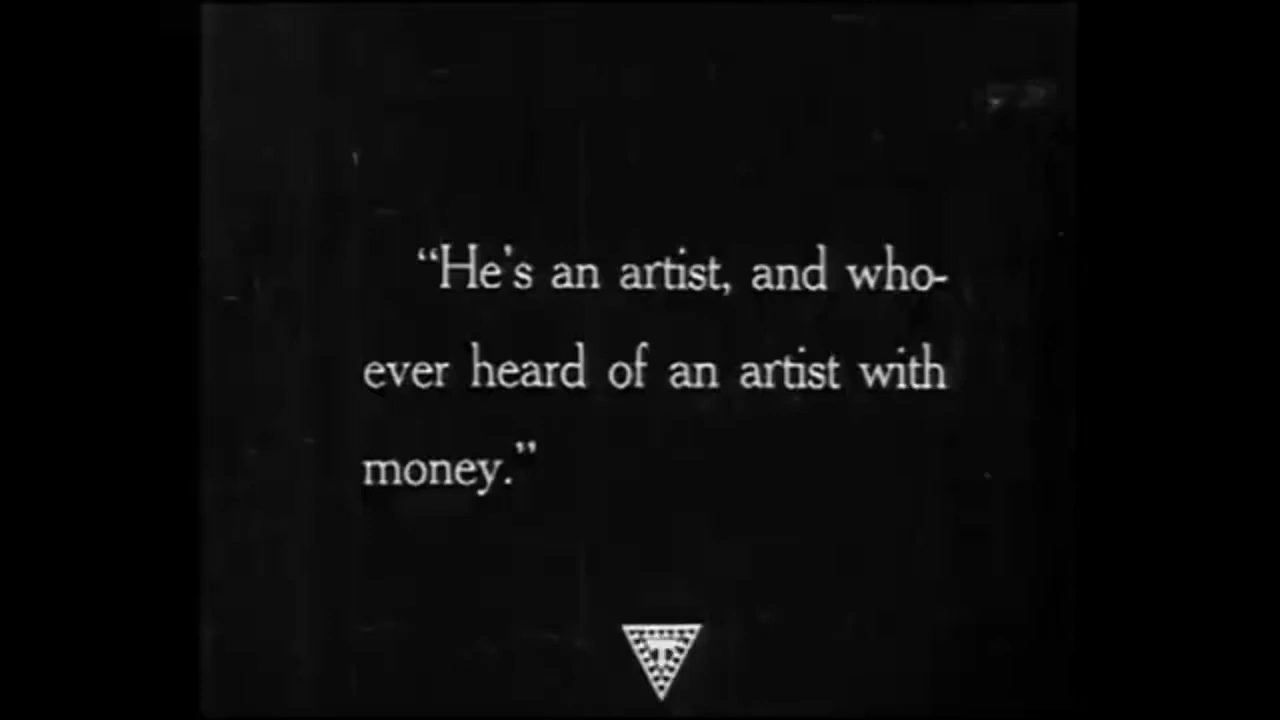 “He's an artist, and who-
ever heard of an artist with
money.”
T